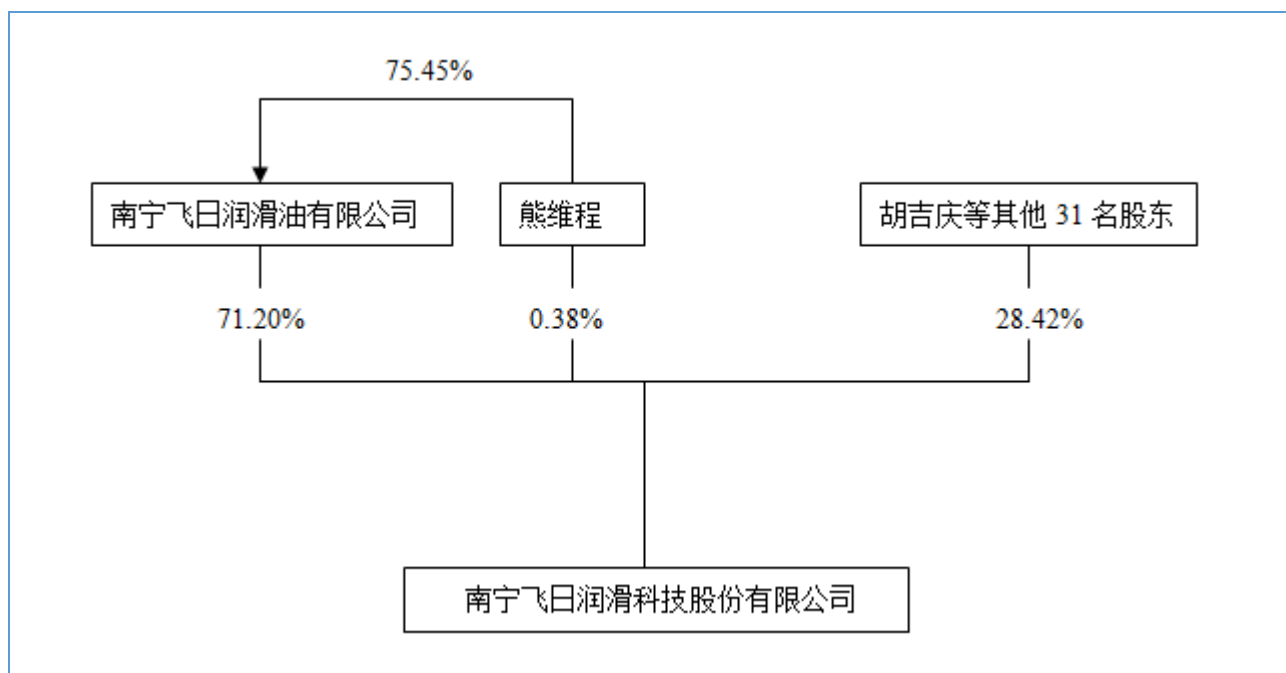 75.45%
南宁飞日润滑油有限公司
熊维程
胡吉庆等其他 31 名股东
71.20%
0.38%
28.42%
南宁飞日润滑科技股份有限公司